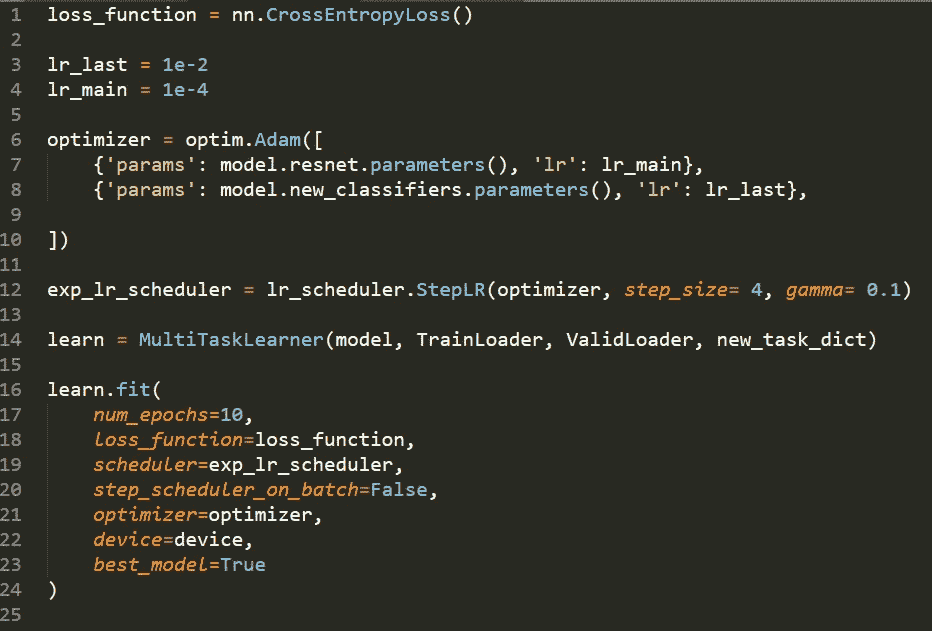 1 loss_function = nn.CrossEntropyLoss()
2
3 lr_last = 1e-2
4 lr_main = 1e-4
5
6 optimizer = optim.Adam([
7     {'params': model.resnet.parameters(), 'lr': lr_main},
8     {'params': model.new_classifiers.parameters(), 'lr': lr_last},
9
10 ])
11
12 exp_lr_scheduler = lr_scheduler.StepLR(optimizer, step_size= 4, gamma= 0.1)
13
14 learn = MultiTaskLearner(model, TrainLoader, ValidLoader, new_task_dict)
15
16 learn.fit(
17     num_epochs=10,
18     loss_function=loss_function,
19     scheduler=exp_lr_scheduler,
20     step_scheduler_on_batch=False,
21     optimizer=optimizer,
22     device=device,
23     best_model=True
24 )
25